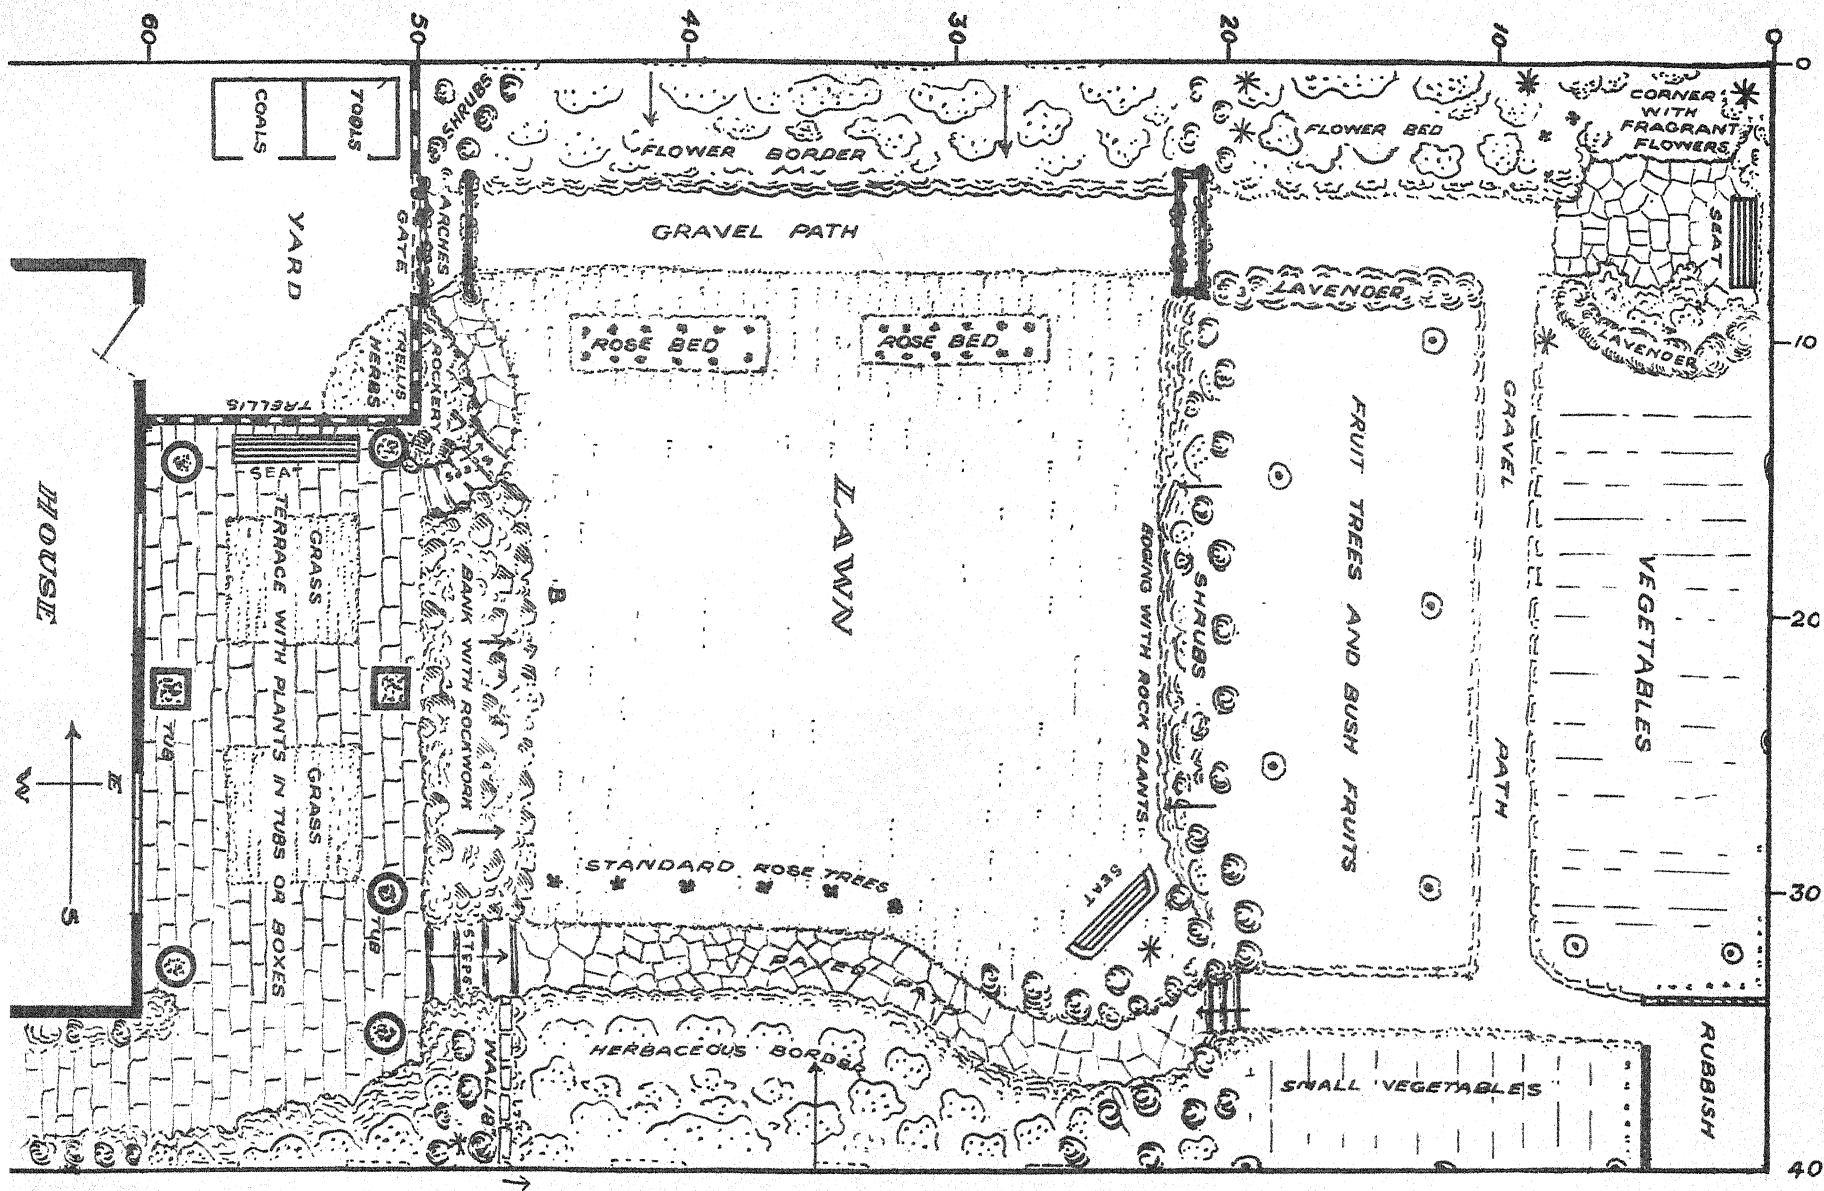 60
50
40
30
20
10
0
0
10
20
30
40
COALS
TOOLS
SHRUBS
FLOWER BORDER
FLOWER BED
CORNER
WITH
FRAGRANT
FLOWERS
YARD
GATE
ARCHES
GRAVEL PATH
SEAT
LAVENDER
LAVENDER
TRELLIS
HERBS
TRELLIS
ROCKERY
ROSE BED
ROSE BED
HOUSE
SEAT
TERRACE WITH PLANTS IN TUBS OR BOXES
GRASS
GRASS
TUB
TUB
BANK WITH ROCKWORK
B
LAWN
EDGING WITH ROCK PLANTS
SHRUBS
FRUIT TREES AND BUSH FRUITS
GRAVEL PATH
VEGETABLES
STANDARD ROSE TREES
SEAT
STEPS
PAVED
WALL 18
HERBACEOUS BORDER
SMALL VEGETABLES
RUBBISH
E
W
S